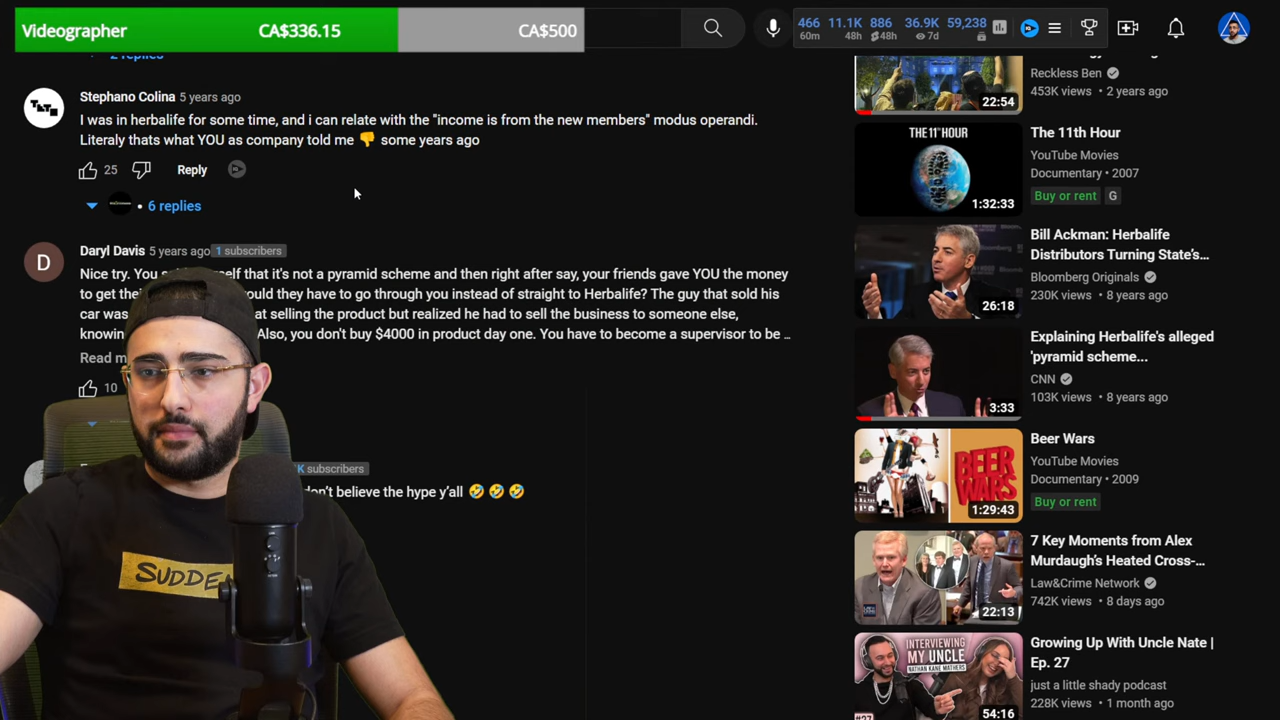 Videographer CA$336.15 CA$500
466 11.1K 886 36.9K 59,238
60m 48h 48h 7d
2 replies
Stephano Colina 5 years ago
I was in herbalife for some time, and i can relate with the "income is from the new members" modus operandi.
Literaly thats what YOU as company told me 👎 some years ago
25 Reply
• 6 replies
D
Daryl Davis 5 years ago 1 subscribers
Nice try. You that it's not a pyramid scheme and then right after say, your friends gave YOU the money
to get would they have to go through you instead of straight to Herbalife? The guy that sold his
car was at selling the product but realized he had to sell the business to someone else,
knowin Also, you don't buy $4000 in product day one. You have to become a supervisor to be ...
Read m
10
K subscribers
don't believe the hype y'all 🤣 🤣 🤣
SUDDEN
Reckless Ben
453K views • 2 years ago
22:54
THE 11TH HOUR
1:32:33
The 11th Hour
YouTube Movies
Documentary • 2007
Buy or rent G
26:18
Bill Ackman: Herbalife
Distributors Turning State's...
Bloomberg Originals
230K views • 8 years ago
3:33
Explaining Herbalife's alleged
'pyramid scheme...
CNN
103K views • 8 years ago
BEER
WARS
1:29:43
Beer Wars
YouTube Movies
Documentary • 2009
Buy or rent
22:13
7 Key Moments from Alex
Murdaugh's Heated Cross-...
Law&Crime Network
742K views • 8 days ago
INTERVIEWING
MY UNCLE
NATHAN KANE MATHERS
#27
54:16
Growing Up With Uncle Nate |
Ep. 27
just a little shady podcast
228K views • 1 month ago